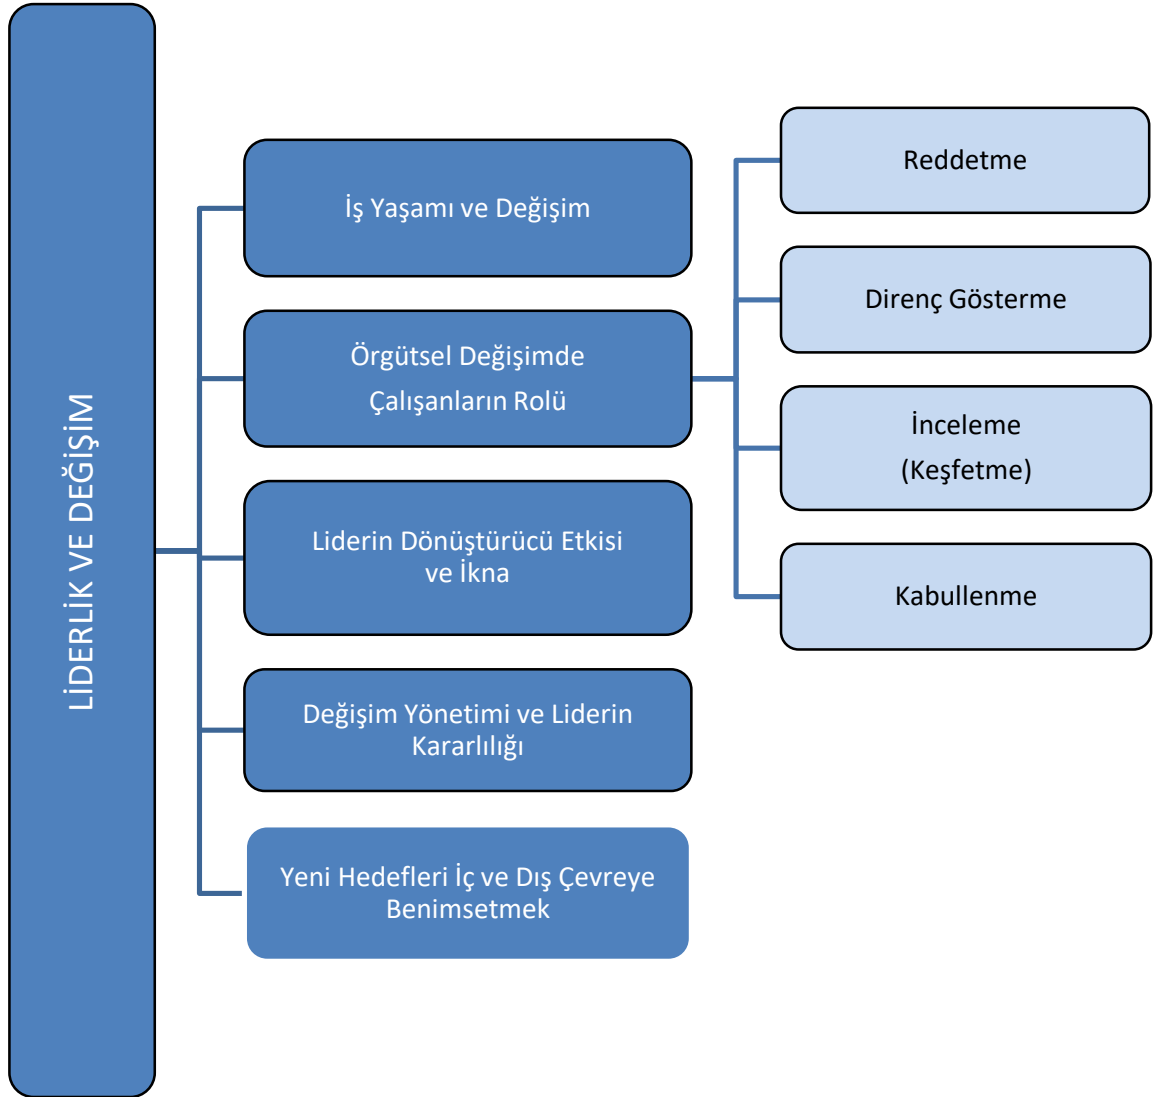 LİDERLİK VE DEĞİŞİM
İş Yaşamı ve Değişim
Örgütsel Değişimde
Çalışanların Rolü
Liderin Dönüştürücü Etkisi
ve İkna
Değişim Yönetimi ve Liderin
Kararlılığı
Yeni Hedefleri İç ve Dış Çevreye
Benimsetmek
Reddetme
Direnç Gösterme
İnceleme
(Keşfetme)
Kabullenme